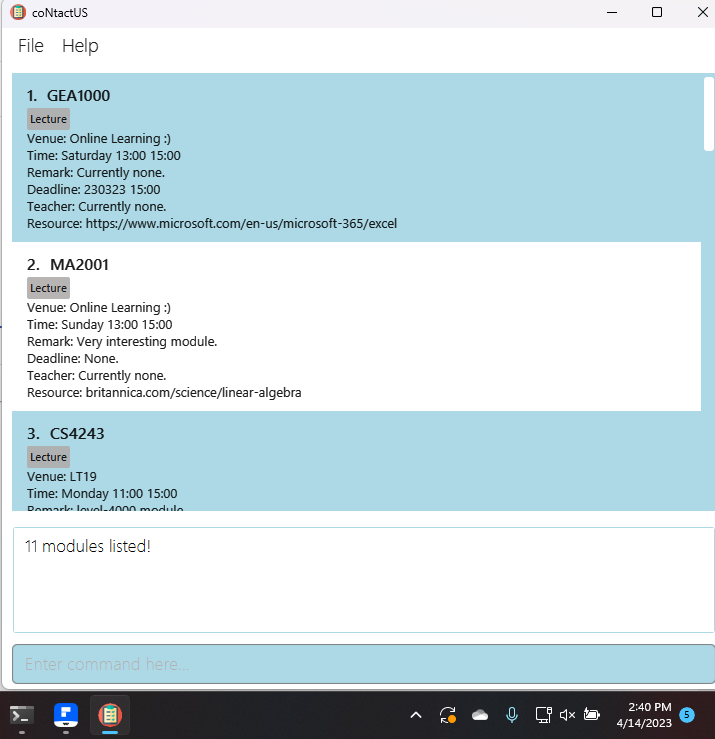 coNtactUS
File Help
1. GEA1000
Lecture
Venue: Online Learning :)
Time: Saturday 13:00 15:00
Remark: Currently none.
Deadline: 230323 15:00
Teacher: Currently none.
Resource: https://www.microsoft.com/en-us/microsoft-365/excel
2. MA2001
Lecture
Venue: Online Learning :)
Time: Sunday 13:00 15:00
Remark: Very interesting module.
Deadline: None.
Teacher: Currently none.
Resource: britannica.com/science/linear-algebra
3. CS4243
Lecture
Venue: LT19
Time: Monday 11:00 15:00
Remark: level-4000 module
11 modules listed!
Enter command here...
2:40 PM
4/14/2023
5